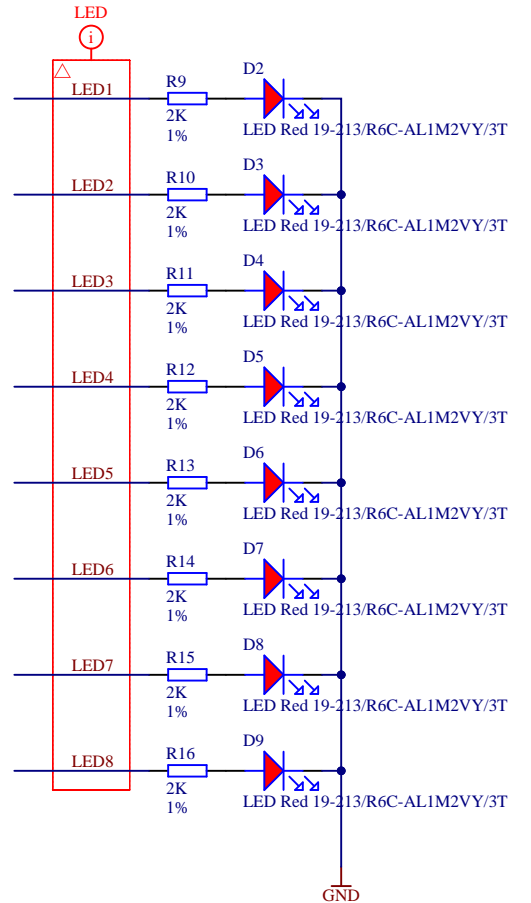 LED
i
LED1 R9 D2
2K LED Red 19-213/R6C-AL1M2VY/3T
1%
LED2 R10 D3
2K LED Red 19-213/R6C-AL1M2VY/3T
1%
LED3 R11 D4
2K LED Red 19-213/R6C-AL1M2VY/3T
1%
LED4 R12 D5
2K LED Red 19-213/R6C-AL1M2VY/3T
1%
LED5 R13 D6
2K LED Red 19-213/R6C-AL1M2VY/3T
1%
LED6 R14 D7
2K LED Red 19-213/R6C-AL1M2VY/3T
1%
LED7 R15 D8
2K LED Red 19-213/R6C-AL1M2VY/3T
1%
LED8 R16 D9
2K LED Red 19-213/R6C-AL1M2VY/3T
1%
GND